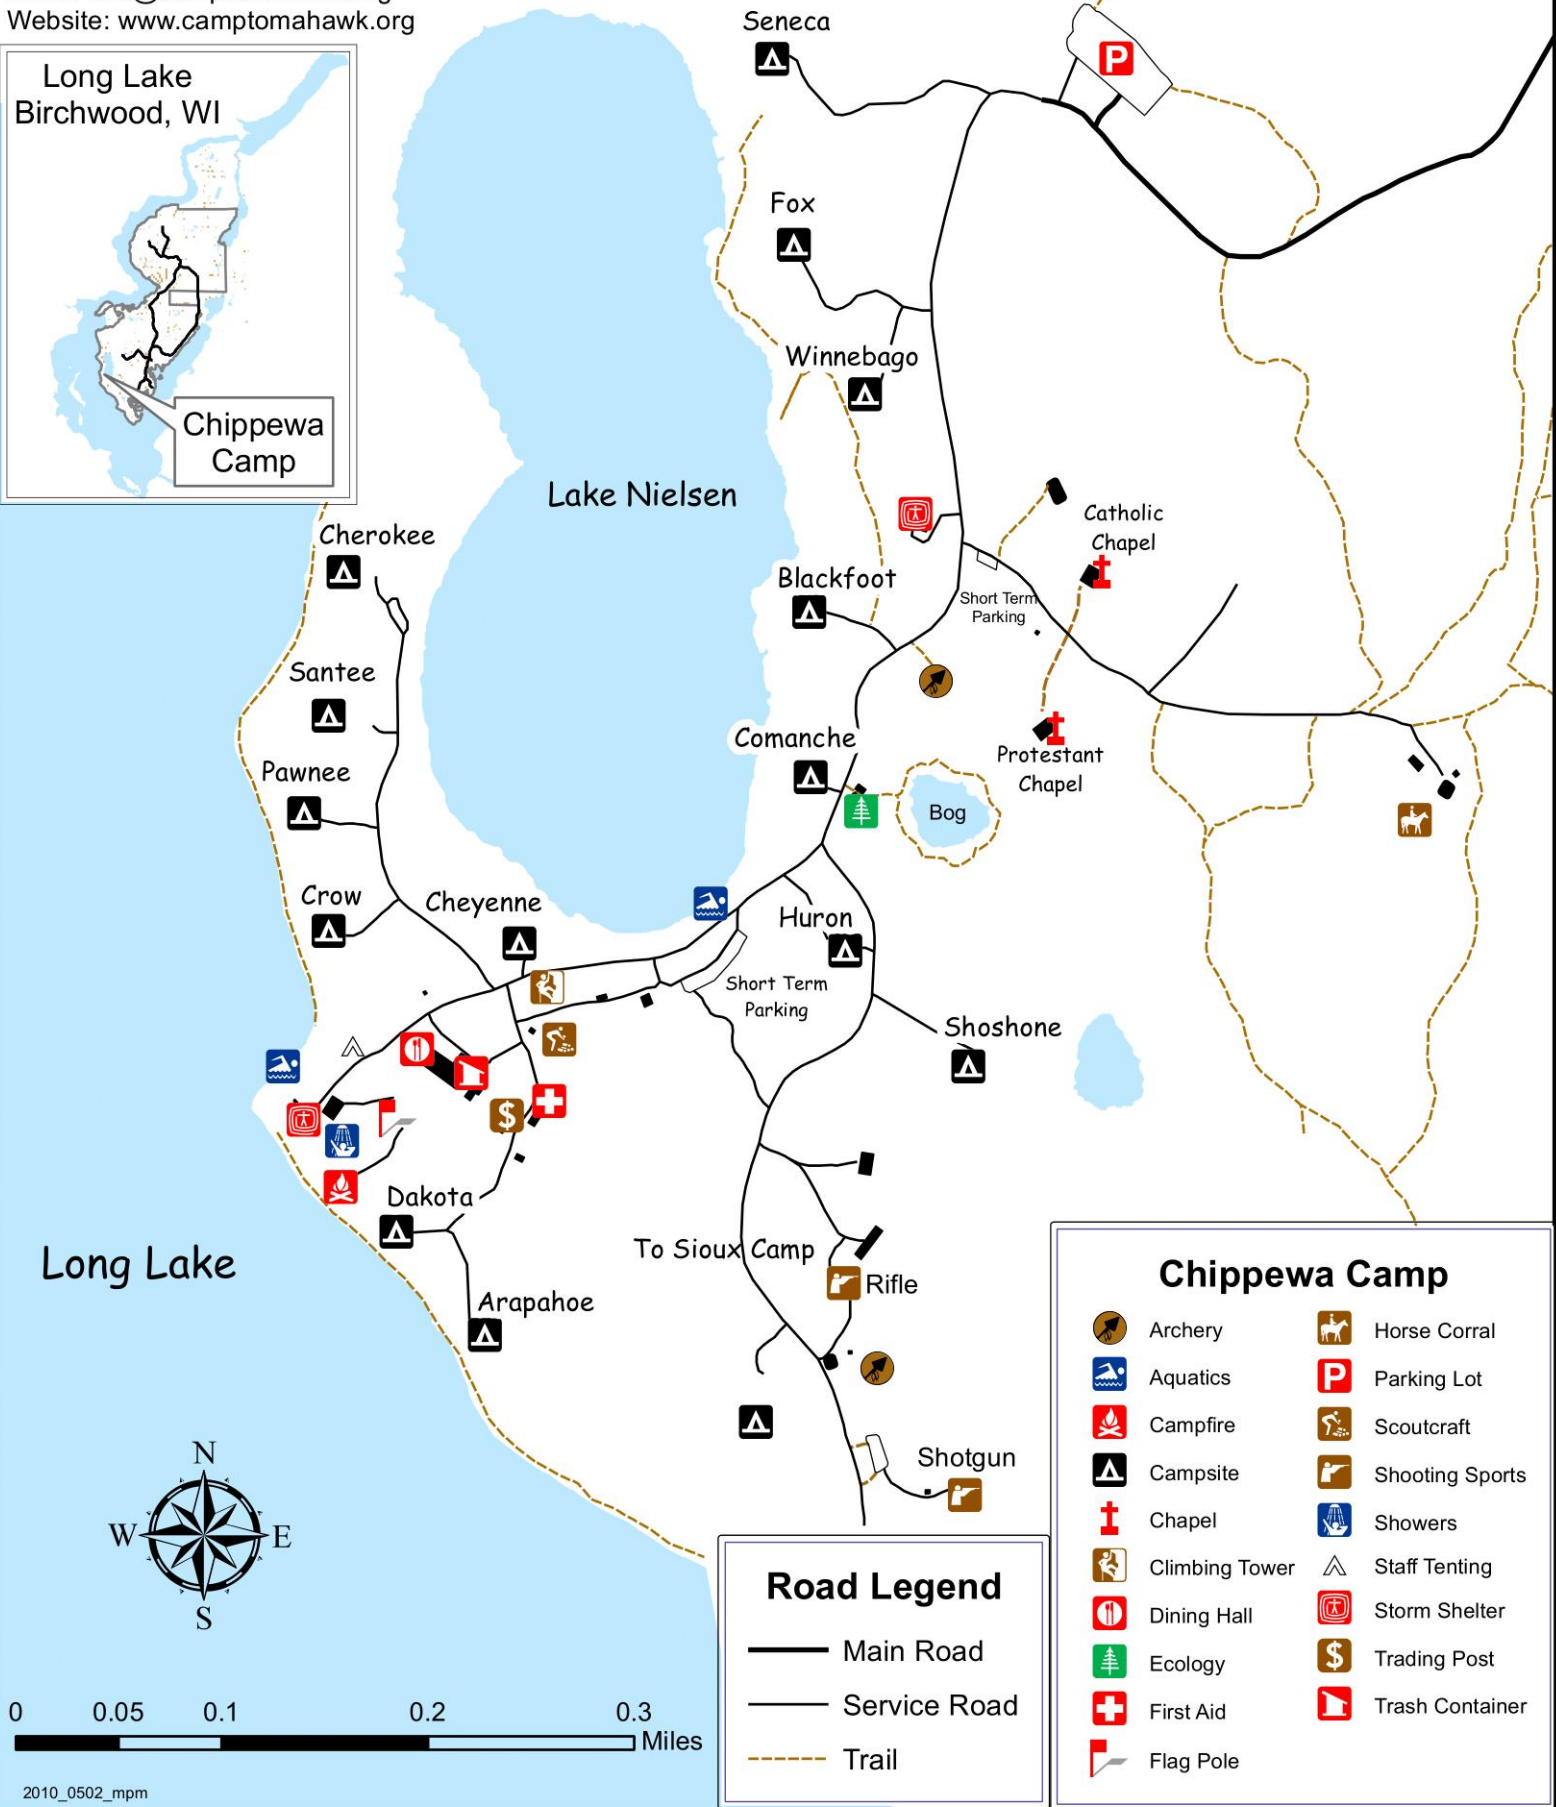 Website: www.camptomahawk.org
Long Lake
Birchwood, WI
Chippewa
Camp
Seneca
P
Fox
Winnebago
Lake Nielsen
Catholic
Chapel
Cherokee
Blackfoot
Short Term
Parking
Santee
Comanche
Protestant
Chapel
Pawnee
Bog
Crow
Cheyenne
Huron
Short Term
Parking
Shoshone
$
Dakota
To Sioux Camp
Long Lake
Rifle
Arapahoe
Shotgun
N
W
E
S
Chippewa Camp
Archery
Aquatics
Campfire
Campsite
Chapel
Climbing Tower
Dining Hall
Ecology
First Aid
Flag Pole
Horse Corral
P
Parking Lot
Scoutcraft
Shooting Sports
Showers
Staff Tenting
Storm Shelter
$
Trading Post
Trash Container
Road Legend
Main Road
Service Road
Trail
0 0.05 0.1 0.2 0.3
Miles
2010_0502_mpm